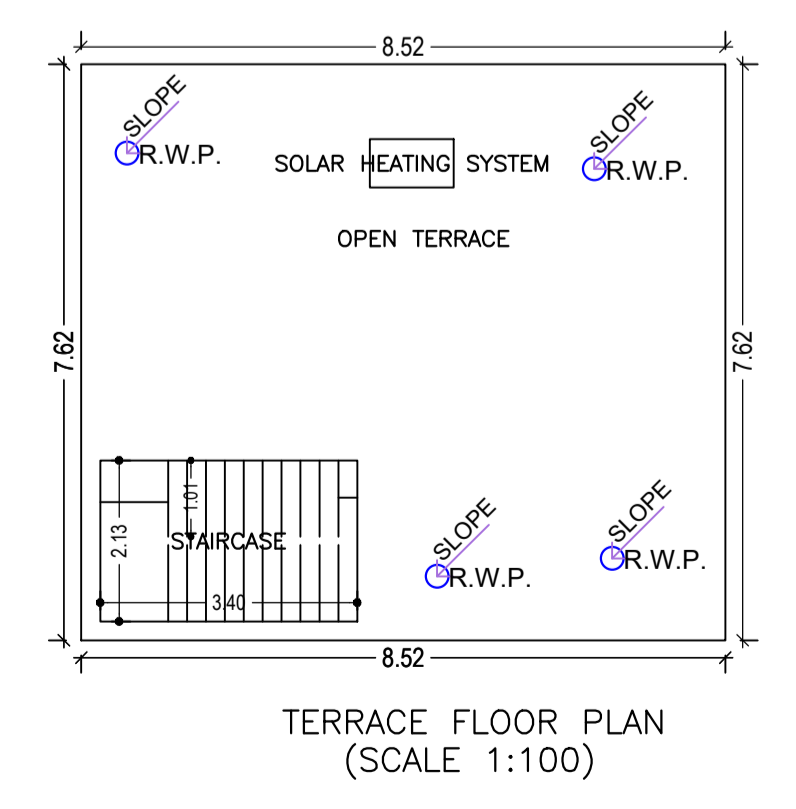 8.52
SLOPE
R.W.P.
SOLAR HEATING SYSTEM
SLOPE
R.W.P.
OPEN TERRACE
7.62
7.62
1.01
2.13
STAIRCASE
3.40
SLOPE
R.W.P.
SLOPE
R.W.P.
8.52
TERRACE FLOOR PLAN
(SCALE 1:100)